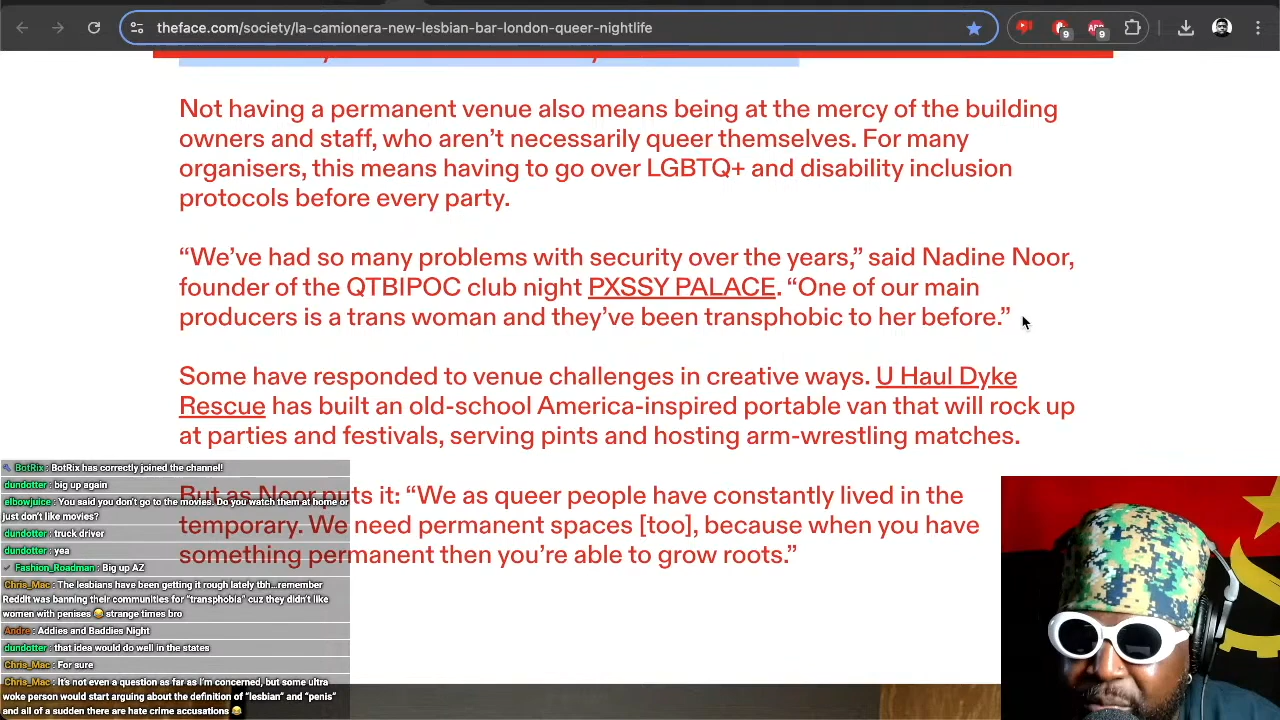 theface.com/society/la-camionera-new-lesbian-bar-london-queer-nightlife
9
ABP
9
Not having a permanent venue also means being at the mercy of the building
owners and staff, who aren’t necessarily queer themselves. For many
organisers, this means having to go over LGBTQ+ and disability inclusion
protocols before every party.
“We’ve had so many problems with security over the years,” said Nadine Noor,
founder of the QTBIPOC club night PXSSY PALACE. “One of our main
producers is a trans woman and they’ve been transphobic to her before.”
Some have responded to venue challenges in creative ways. U Haul Dyke
Rescue has built an old-school America-inspired portable van that will rock up
at parties and festivals, serving pints and hosting arm-wrestling matches.
But as Noor puts it: “We as queer people have constantly lived in the
temporary. We need permanent spaces [too], because when you have
something permanent then you’re able to grow roots.”
BotRix : BotRix has correctly joined the channel!
dundotter : big up again
elbowjuice : You said you don't go to the movies. Do you watch them at home or
just don't like movies?
dundotter : truck driver
dundotter : yea
Fashion_Roadman : Big up AZ
Chris_Mac : The lesbians have been getting it rough lately tbh...remember
Reddit was banning their communities for “transphobia” cuz they didn’t like
women with penises 😂 strange times bro
Andre : Addies and Baddies Night
dundotter : that idea would do well in the states
Chris_Mac : For sure
Chris_Mac : It’s not even a question as far as I’m concerned, but some ultra
woke person would start arguing about the definition of “lesbian” and “penis”
and all of a sudden there are hate crime accusations 😂